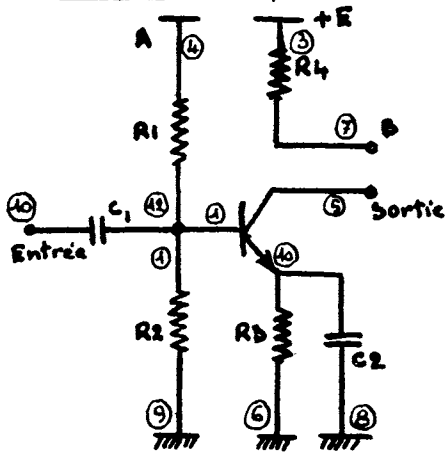 A +E
④ ③
R4
R1 ⑦ B
⑩ C1 ⑫ ① ⑤
Entrée Sortie
① ⑩
R2 R3 C2
⑨ ⑥ ⑧